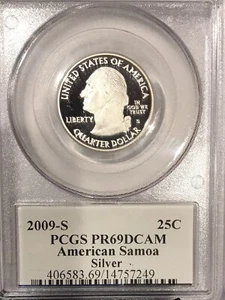 UNITED STATES OF AMERICA
LIBERTY
IN
GOD WE
TRUST
S
QUARTER DOLLAR
2009-S 25C
PCGS PR69DCAM
American Samoa
Silver
406583.69/14757249